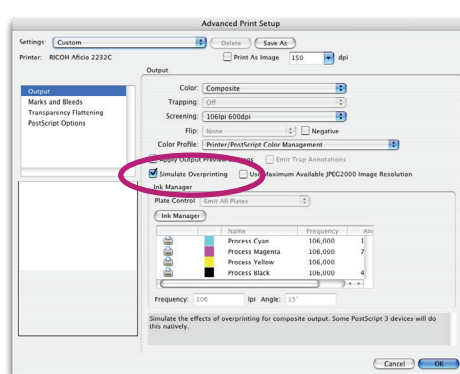 Advanced Print Setup
Settings: Custom Delete Save As
Printer: RICOH Aficio 2232C Print As Image 150 dpi
Output
Output
Marks and Bleeds
Transparency Flattening
PostScript Options
Color: Composite
Trapping: Off
Screening: 106lpi 600dpi
Flip: None Negative
Color Profile: Printer/PostScript Color Management
Apply Output Preview Settings Emit Trap Annotations
Simulate Overprinting Use Maximum Available JPEG2000 Image Resolution
Ink Manager
Plate Control Emit All Plates
Ink Manager
Name Frequency An
Process Cyan 106,000 1
Process Magenta 106,000 7
Process Yellow 106,000
Process Black 106,000 4
Frequency: 106 lpi Angle: 15°
Simulate the effects of overprinting for composite output. Some PostScript 3 devices will do
this natively.
Cancel OK